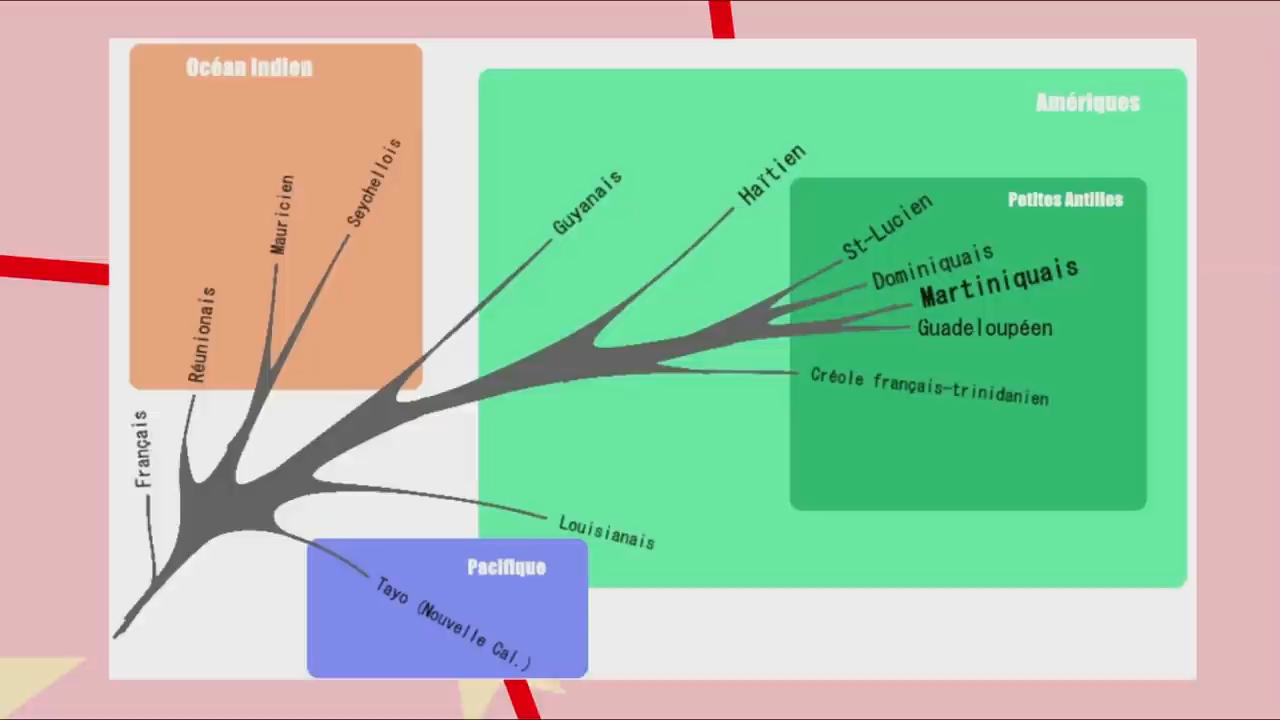 Océan Indien
Amériques
Petites Antilles
Pacifique
Français
Réunionais
Mauricien
Seychellois
Guyanais
Haïtien
St-Lucien
Dominiquais
Martiniquais
Guadeloupéen
Créole français-trinidanien
Louisianais
Tayo (Nouvelle Cal.)